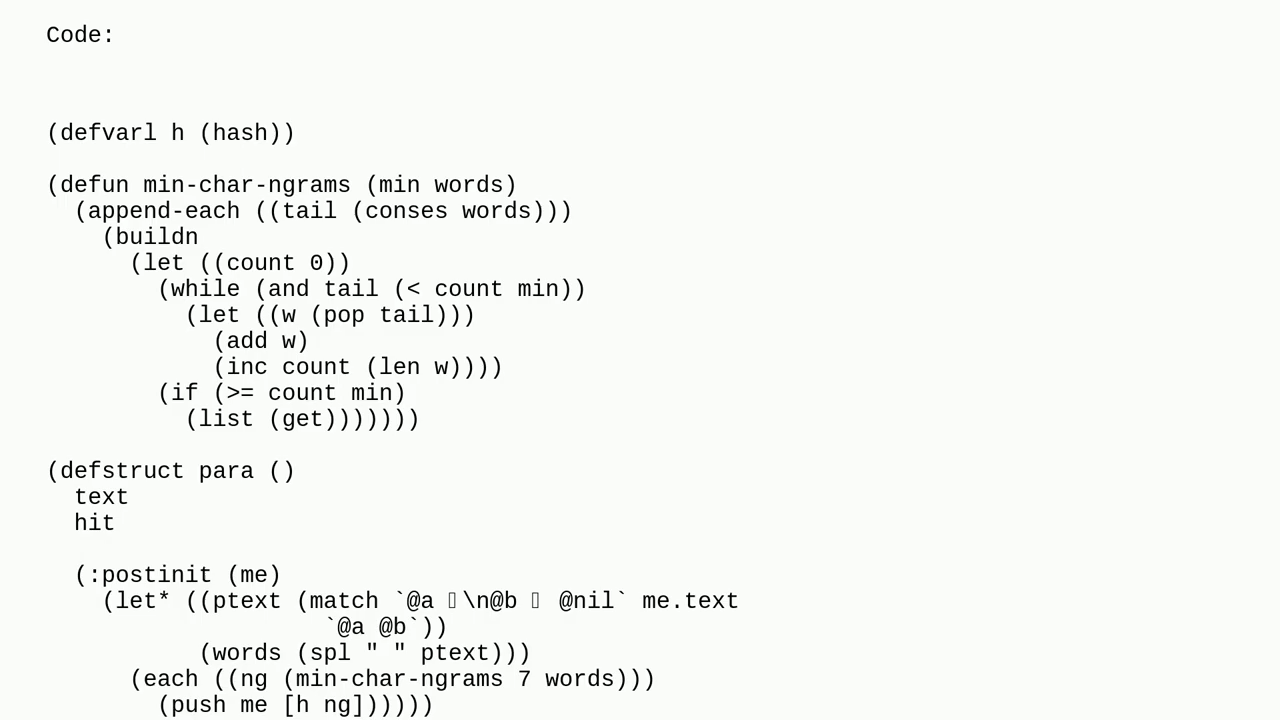 Code:
(defvarl h (hash))
(defun min-char-ngrams (min words)
  (append-each ((tail (conses words)))
    (buildn
      (let ((count 0))
        (while (and tail (< count min))
          (let ((w (pop tail)))
            (add w)
            (inc count (len w))))
        (if (>= count min)
          (list (get)))))))
(defstruct para ()
  text
  hit
  (:postinit (me)
    (let* ((ptext (match `@a \n@b  @nil` me.text
                    `@a @b`))
           (words (spl " " ptext)))
      (each ((ng (min-char-ngrams 7 words)))
        (push me [h ng])))))